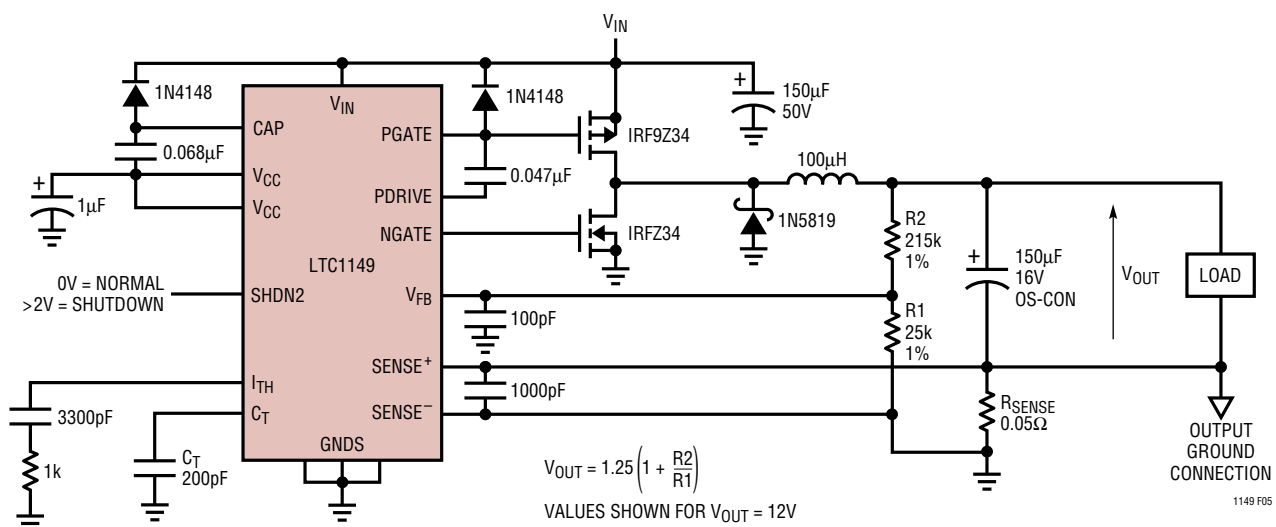 V_IN
1N4148
V_IN
1N4148
150µF
50V
CAP
PGATE
IRF9Z34
0.068µF
100µH
V_CC
0.047µF
PDRIVE
1µF
V_CC
1N5819
R2
215k
1%
NGATE
IRFZ34
150µF
16V
OS-CON
V_OUT
LOAD
LTC1149
0V = NORMAL
>2V = SHUTDOWN
SHDN2
V_FB
100pF
R1
25k
1%
SENSE⁺
I_TH
1000pF
3300pF
C_T
SENSE⁻
R_SENSE
0.05Ω
OUTPUT
GROUND
CONNECTION
GNDS
1k
C_T
200pF
V_OUT = 1.25 (1 + R2/R1)
VALUES SHOWN FOR V_OUT = 12V
1149 F05